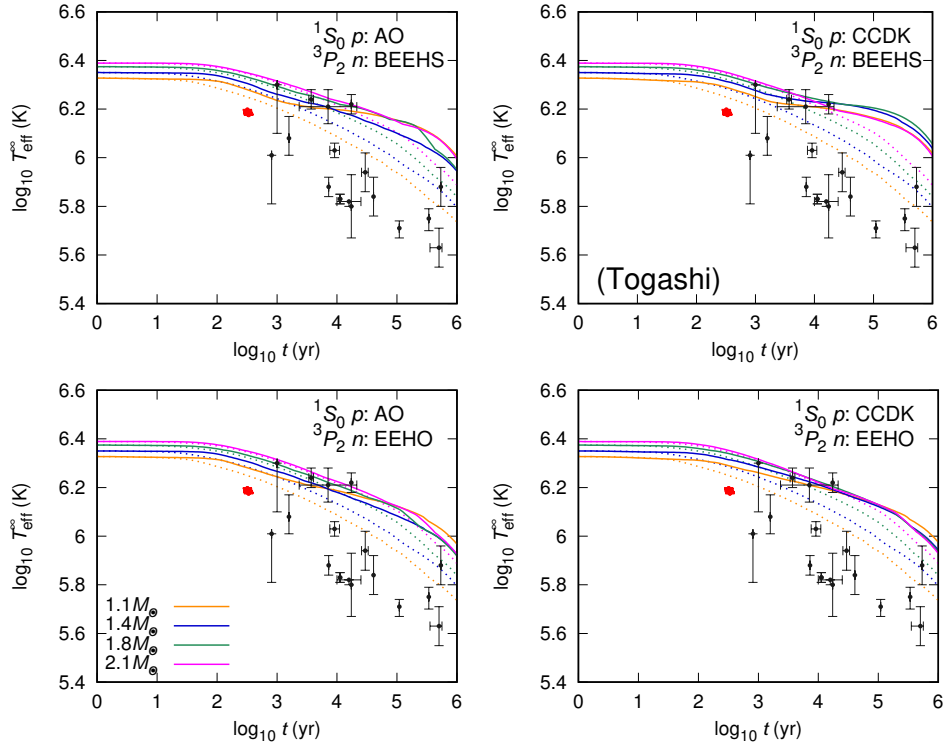 6.6
6.4
6.2
6
5.8
5.6
5.4
log10 T∞eff (K)
1S0 p: AO
3P2 n: BEEHS
0 1 2 3 4 5 6
log10 t (yr)
6.6
6.4
6.2
6
5.8
5.6
5.4
log10 T∞eff (K)
1S0 p: CCDK
3P2 n: BEEHS
(Togashi)
0 1 2 3 4 5 6
log10 t (yr)
6.6
6.4
6.2
6
5.8
5.6
5.4
log10 T∞eff (K)
1S0 p: AO
3P2 n: EEHO
1.1M⊙
1.4M⊙
1.8M⊙
2.1M⊙
0 1 2 3 4 5 6
log10 t (yr)
6.6
6.4
6.2
6
5.8
5.6
5.4
log10 T∞eff (K)
1S0 p: CCDK
3P2 n: EEHO
0 1 2 3 4 5 6
log10 t (yr)